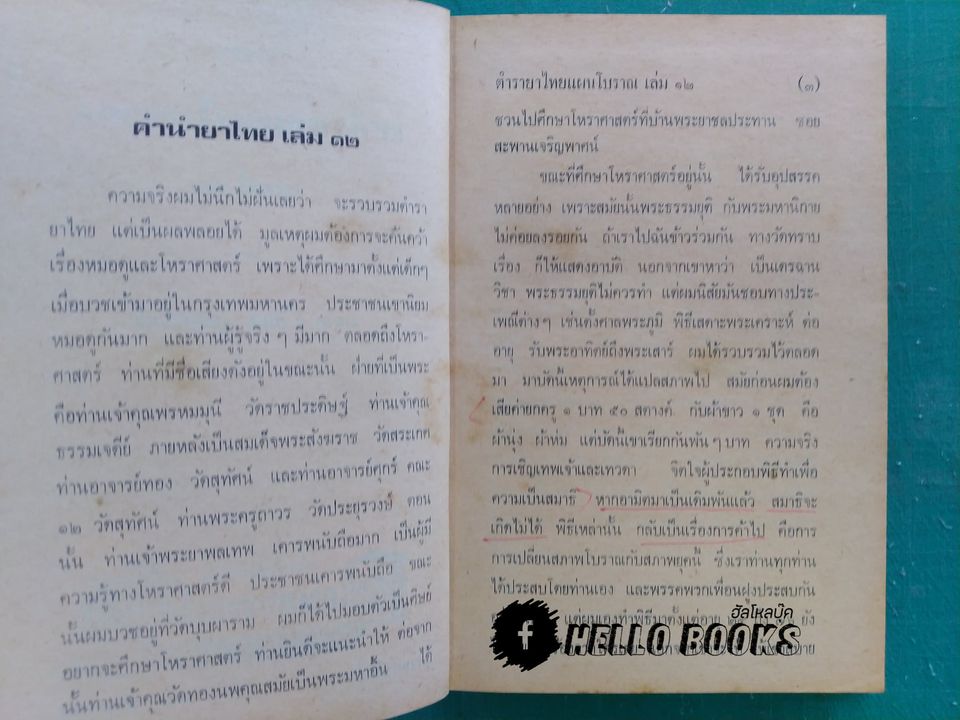 คำนำยาไทย เล่ม ๑๒
ความจริงผมไม่นึกไม่ฝันเลยว่า จะรวบรวมตำรา
ยาไทย แต่เป็นผลพลอยได้ มูลเหตุผมต้องการจะค้นคว้า
เรื่องหมอดูและโหราศาสตร์ เพราะได้ศึกษามาตั้งแต่เด็กๆ
เมื่อบวชเข้ามาอยู่ในกรุงเทพมหานคร ประชาชนเขานิยม
หมอดูกันมาก และท่านผู้รู้จริง ๆ มีมาก ตลอดถึงโหรา-
ศาสตร์ ท่านที่มีชื่อเสียงดังอยู่ในขณะนั้น ฝ่ายที่เป็นพระ
คือท่านเจ้าคุณพรหมมุนี วัดราชประดิษฐ์ ท่านเจ้าคุณ
ธรรมเจดีย์ ภายหลังเป็นสมเด็จพระสังฆราช วัดสระเกศ
ท่านอาจารย์ทอง วัดสุทัศน์ และท่านอาจารย์ศุกร์ คณะ
๑๒ วัดสุทัศน์ ท่านพระครูถาวร วัดประยุรวงษ์ ตอน
นั้น ท่านเจ้าพระยาพลเทพ เคารพนับถือมาก เป็นผู้มี
ความรู้ทางโหราศาสตร์ดี ประชาชนเคารพนับถือ ขณะ
นั้นผมบวชอยู่ที่วัดบุบผาราม ผมก็ได้ไปมอบตัวเป็นศิษย์
อยากจะศึกษาโหราศาสตร์ ท่านยินดีจะแนะนำให้ ต่อจาก
นั้นท่านเจ้าคุณวัดทองนพคุณสมัยเป็นพระมหาอั้น ได้
ตำรายาไทยแผนโบราณ เล่ม ๑๒ (๓)
ชวนไปศึกษาโหราศาสตร์ที่บ้านพระยาชลประทาน ซอย
สะพานเจริญพาศน์
ขณะที่ศึกษาโหราศาสตร์อยู่นั้น ได้รับอุปสรรค
หลายอย่าง เพราะสมัยนั้นพระธรรมยุติ กับพระมหานิกาย
ไม่ค่อยลงรอยกัน ถ้าเราไปฉันข้าวร่วมกัน ทางวัดทราบ
เรื่อง ก็ให้แสดงอาบัติ นอกจากเขาหาว่า เป็นเดรฉาน
วิชา พระธรรมยุติไม่ควรทำ แต่ผมนิสัยมันชอบทางประ-
เพณีต่างๆ เช่นตั้งศาลพระภูมิ พิธีเสดาะพระเคราะห์ ต่อ
อายุ รับพระอาทิตย์ถึงพระเสาร์ ผมได้รวบรวมไว้ตลอด
มา มาบัดนี้เหตุการณ์ได้แปลสภาพไป สมัยก่อนผมต้อง
เสียค่ายกครู ๑ บาท ๕๐ สตางค์ กับผ้าขาว ๑ ชุด คือ
ผ้านุ่ง ผ้าห่ม แต่บัดนี้เขาเรียกกันพันๆบาท ความจริง
การเชิญเทพเจ้าและเทวดา จิตใจผู้ประกอบพิธีทำเพื่อ
ความเป็นสมาธิ หากอามิตมาเป็นเดิมพันแล้ว สมาธิจะ
เกิดไม่ได้ พิธีเหล่านั้น กลับเป็นเรื่องการค้าไป คือการ
การเปลี่ยนสภาพโบราณกับสภาพยุคนี้ ซึ่งเราท่านทุกท่าน
ได้ประสบโดยท่านเอง และพรรคพรกเพื่อนฝูงประสบกัน
แต่ผมเองทำพิธีมาตั้งแต่อายุ ยัง
ฮัลโหลบุ๊ค
f HELLO BOOKS